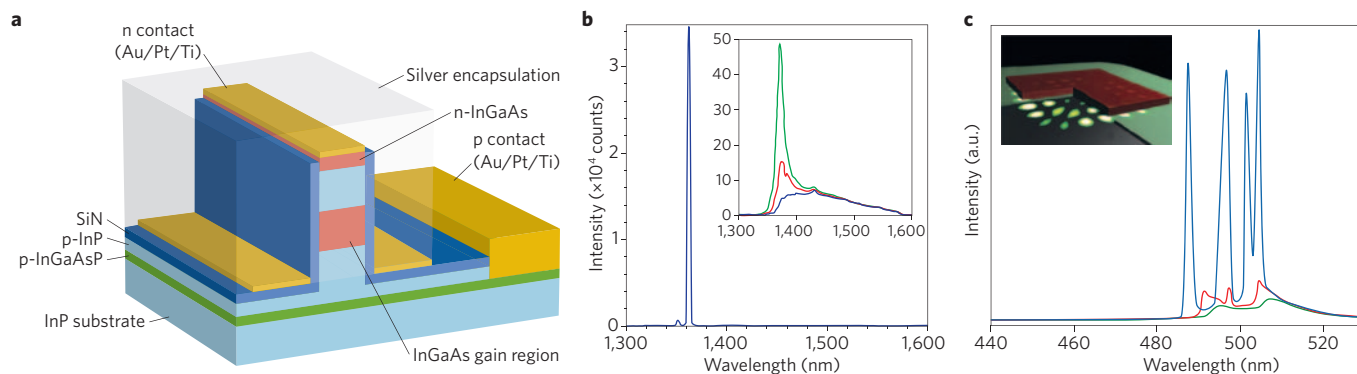 a
n contact
(Au/Pt/Ti)
Silver encapsulation
n-InGaAs
p contact
(Au/Pt/Ti)
SiN
p-InP
p-InGaAsP
InP substrate
InGaAs gain region
b
Intensity (×10⁴ counts)
3
2
1
0
1,300
1,400
1,500
1,600
Wavelength (nm)
50
40
30
20
10
0
1,300
1,400
1,500
1,600
c
Intensity (a.u.)
440
460
480
500
520
Wavelength (nm)